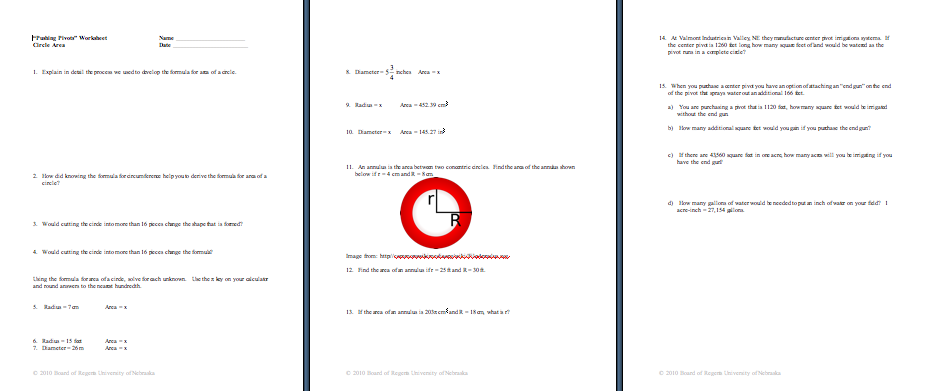 "Pushing Pivots" Worksheet Name
Circle Area Date
1. Explain in detail the process we used to develop the formula for area of a circle.
2. How did knowing the formula for circumference help you to derive the formula for area of a
circle?
3. Would cutting the circle into more than 16 pieces change the shape that is formed?
4. Would cutting the circle into more than 16 pieces change the formula?
Using the formula for area of a circle, solve for each unknown. Use the π key on your calculator
and round answers to the nearest hundredth.
5. Radius = 7 cm Area = x
6. Radius = 15 feet Area = x
7. Diameter = 26 m Area = x
© 2010 Board of Regents University of Nebraska
8. Diameter = 5 3/4 inches Area = x
9. Radius = x Area = 452.39 cm²
10. Diameter = x Area = 145.27 in²
11. An annulus is the area between two concentric circles. Find the area of the annulus shown
below if r = 4 cm and R = 8 cm.
r
R
Image from: http://
12. Find the area of an annulus if r = 25 ft and R = 30 ft.
13. If the area of an annulus is 203π cm² and R = 18 cm, what is r?
© 2010 Board of Regents University of Nebraska
14. At Valmont Industries in Valley, NE they manufacture center pivot irrigations systems. If
the center pivot is 1260 feet long how many square feet of land would be watered as the
pivot runs in a complete circle?
15. When you purchase a center pivot you have an option of attaching an "end gun" on the end
of the pivot that sprays water out an additional 166 feet.
a) You are purchasing a pivot that is 1120 feet, how many square feet would be irrigated
without the end gun
b) How many additional square feet would you gain if you purchase the end gun?
c) If there are 43560 square feet in one acre, how many acres will you be irrigating if you
have the end gun?
d) How many gallons of water would be needed to put an inch of water on your field? 1
acre-inch = 27,154 gallons.
© 2010 Board of Regents University of Nebraska